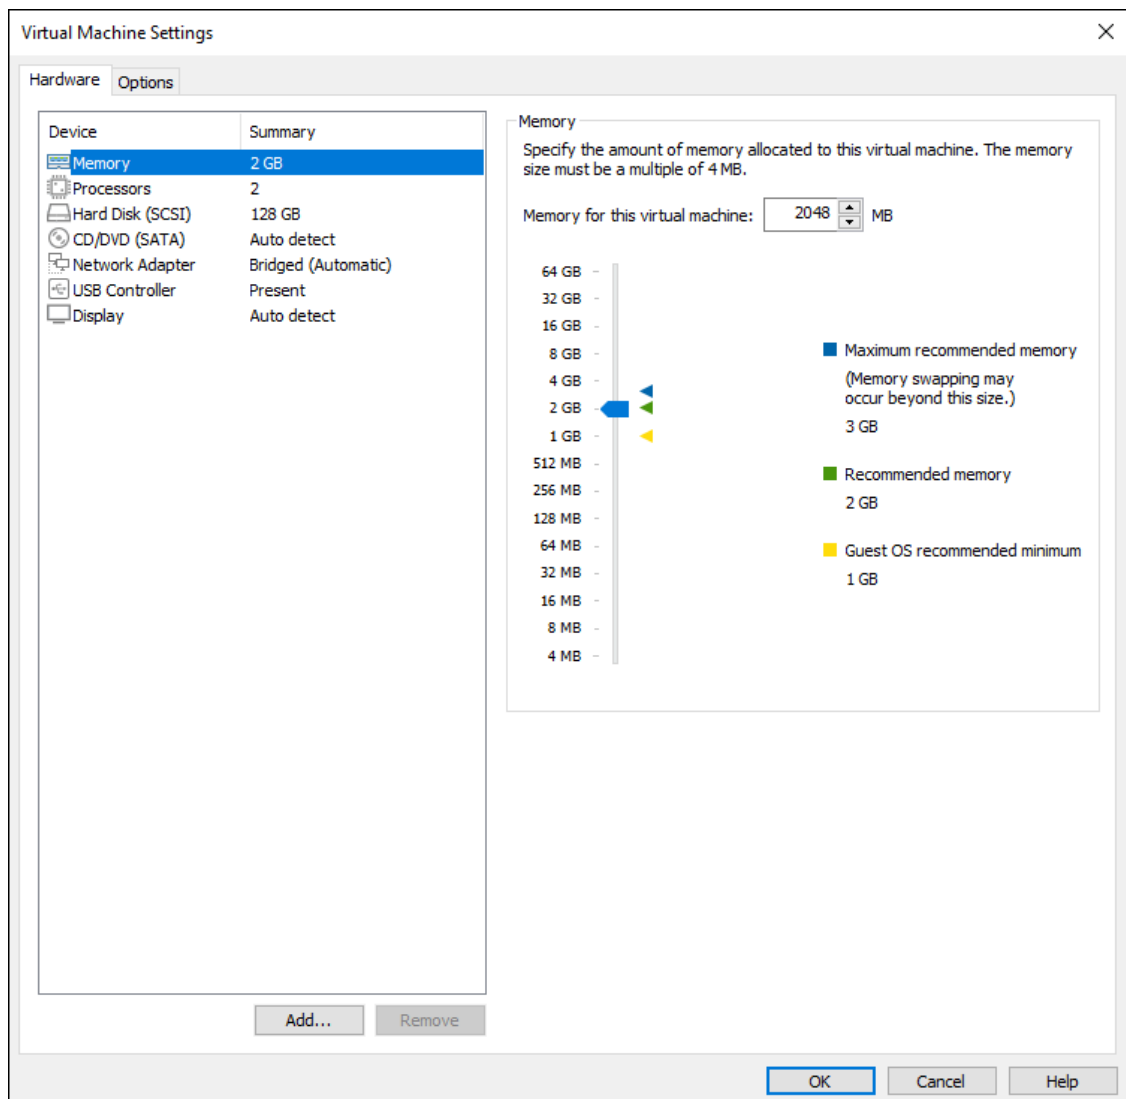 Virtual Machine Settings
Hardware Options
Device Summary
Memory 2 GB
Processors 2
Hard Disk (SCSI) 128 GB
CD/DVD (SATA) Auto detect
Network Adapter Bridged (Automatic)
USB Controller Present
Display Auto detect
Add... Remove
Memory
Specify the amount of memory allocated to this virtual machine. The memory
size must be a multiple of 4 MB.
Memory for this virtual machine: 2048 MB
64 GB
32 GB
16 GB
8 GB
4 GB
2 GB
1 GB
512 MB
256 MB
128 MB
64 MB
32 MB
16 MB
8 MB
4 MB
Maximum recommended memory
(Memory swapping may
occur beyond this size.)
3 GB
Recommended memory
2 GB
Guest OS recommended minimum
1 GB
OK Cancel Help